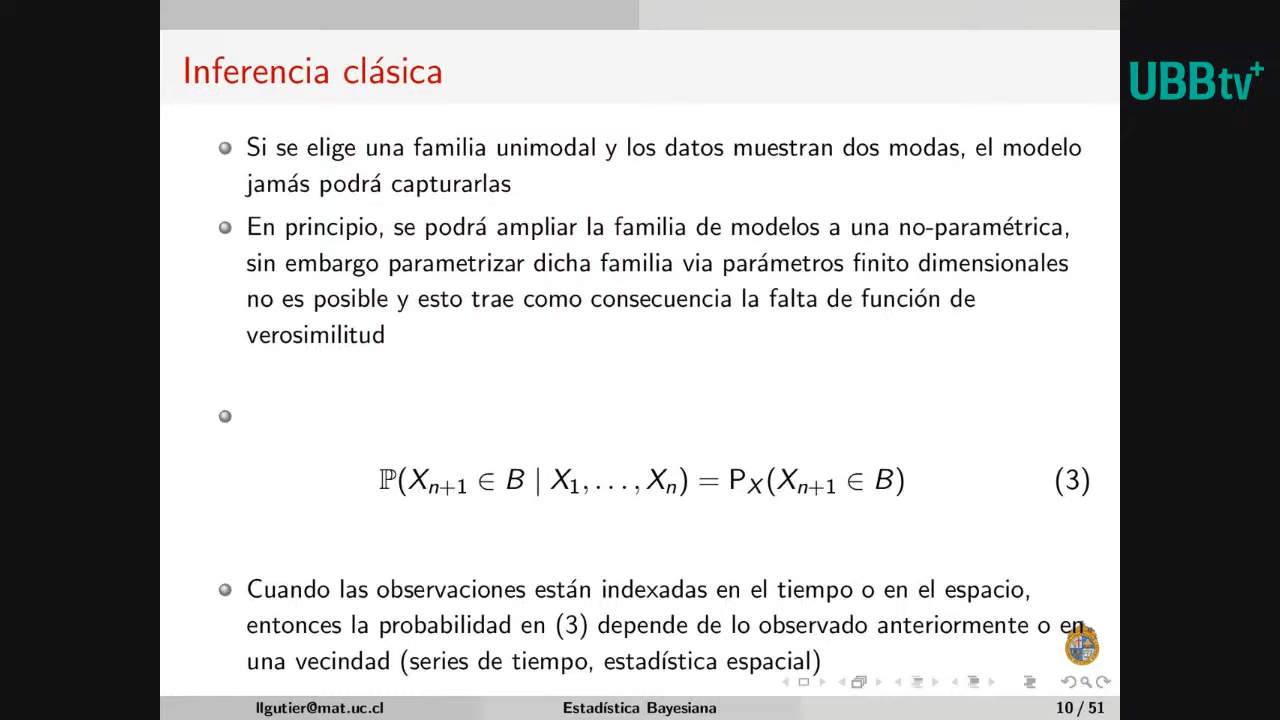 Inferencia clásica
UBBtv+
Si se elige una familia unimodal y los datos muestran dos modas, el modelo
jamás podrá capturarlas
En principio, se podrá ampliar la familia de modelos a una no-paramétrica,
sin embargo parametrizar dicha familia via parámetros finito dimensionales
no es posible y esto trae como consecuencia la falta de función de
verosimilitud
ℙ(Xₙ₊₁ ∈ B | X₁, . . . , Xₙ) = P_X(Xₙ₊₁ ∈ B) (3)
Cuando las observaciones están indexadas en el tiempo o en el espacio,
entonces la probabilidad en (3) depende de lo observado anteriormente o en
una vecindad (series de tiempo, estadística espacial)
llgutier@mat.uc.cl Estadística Bayesiana 10 / 51